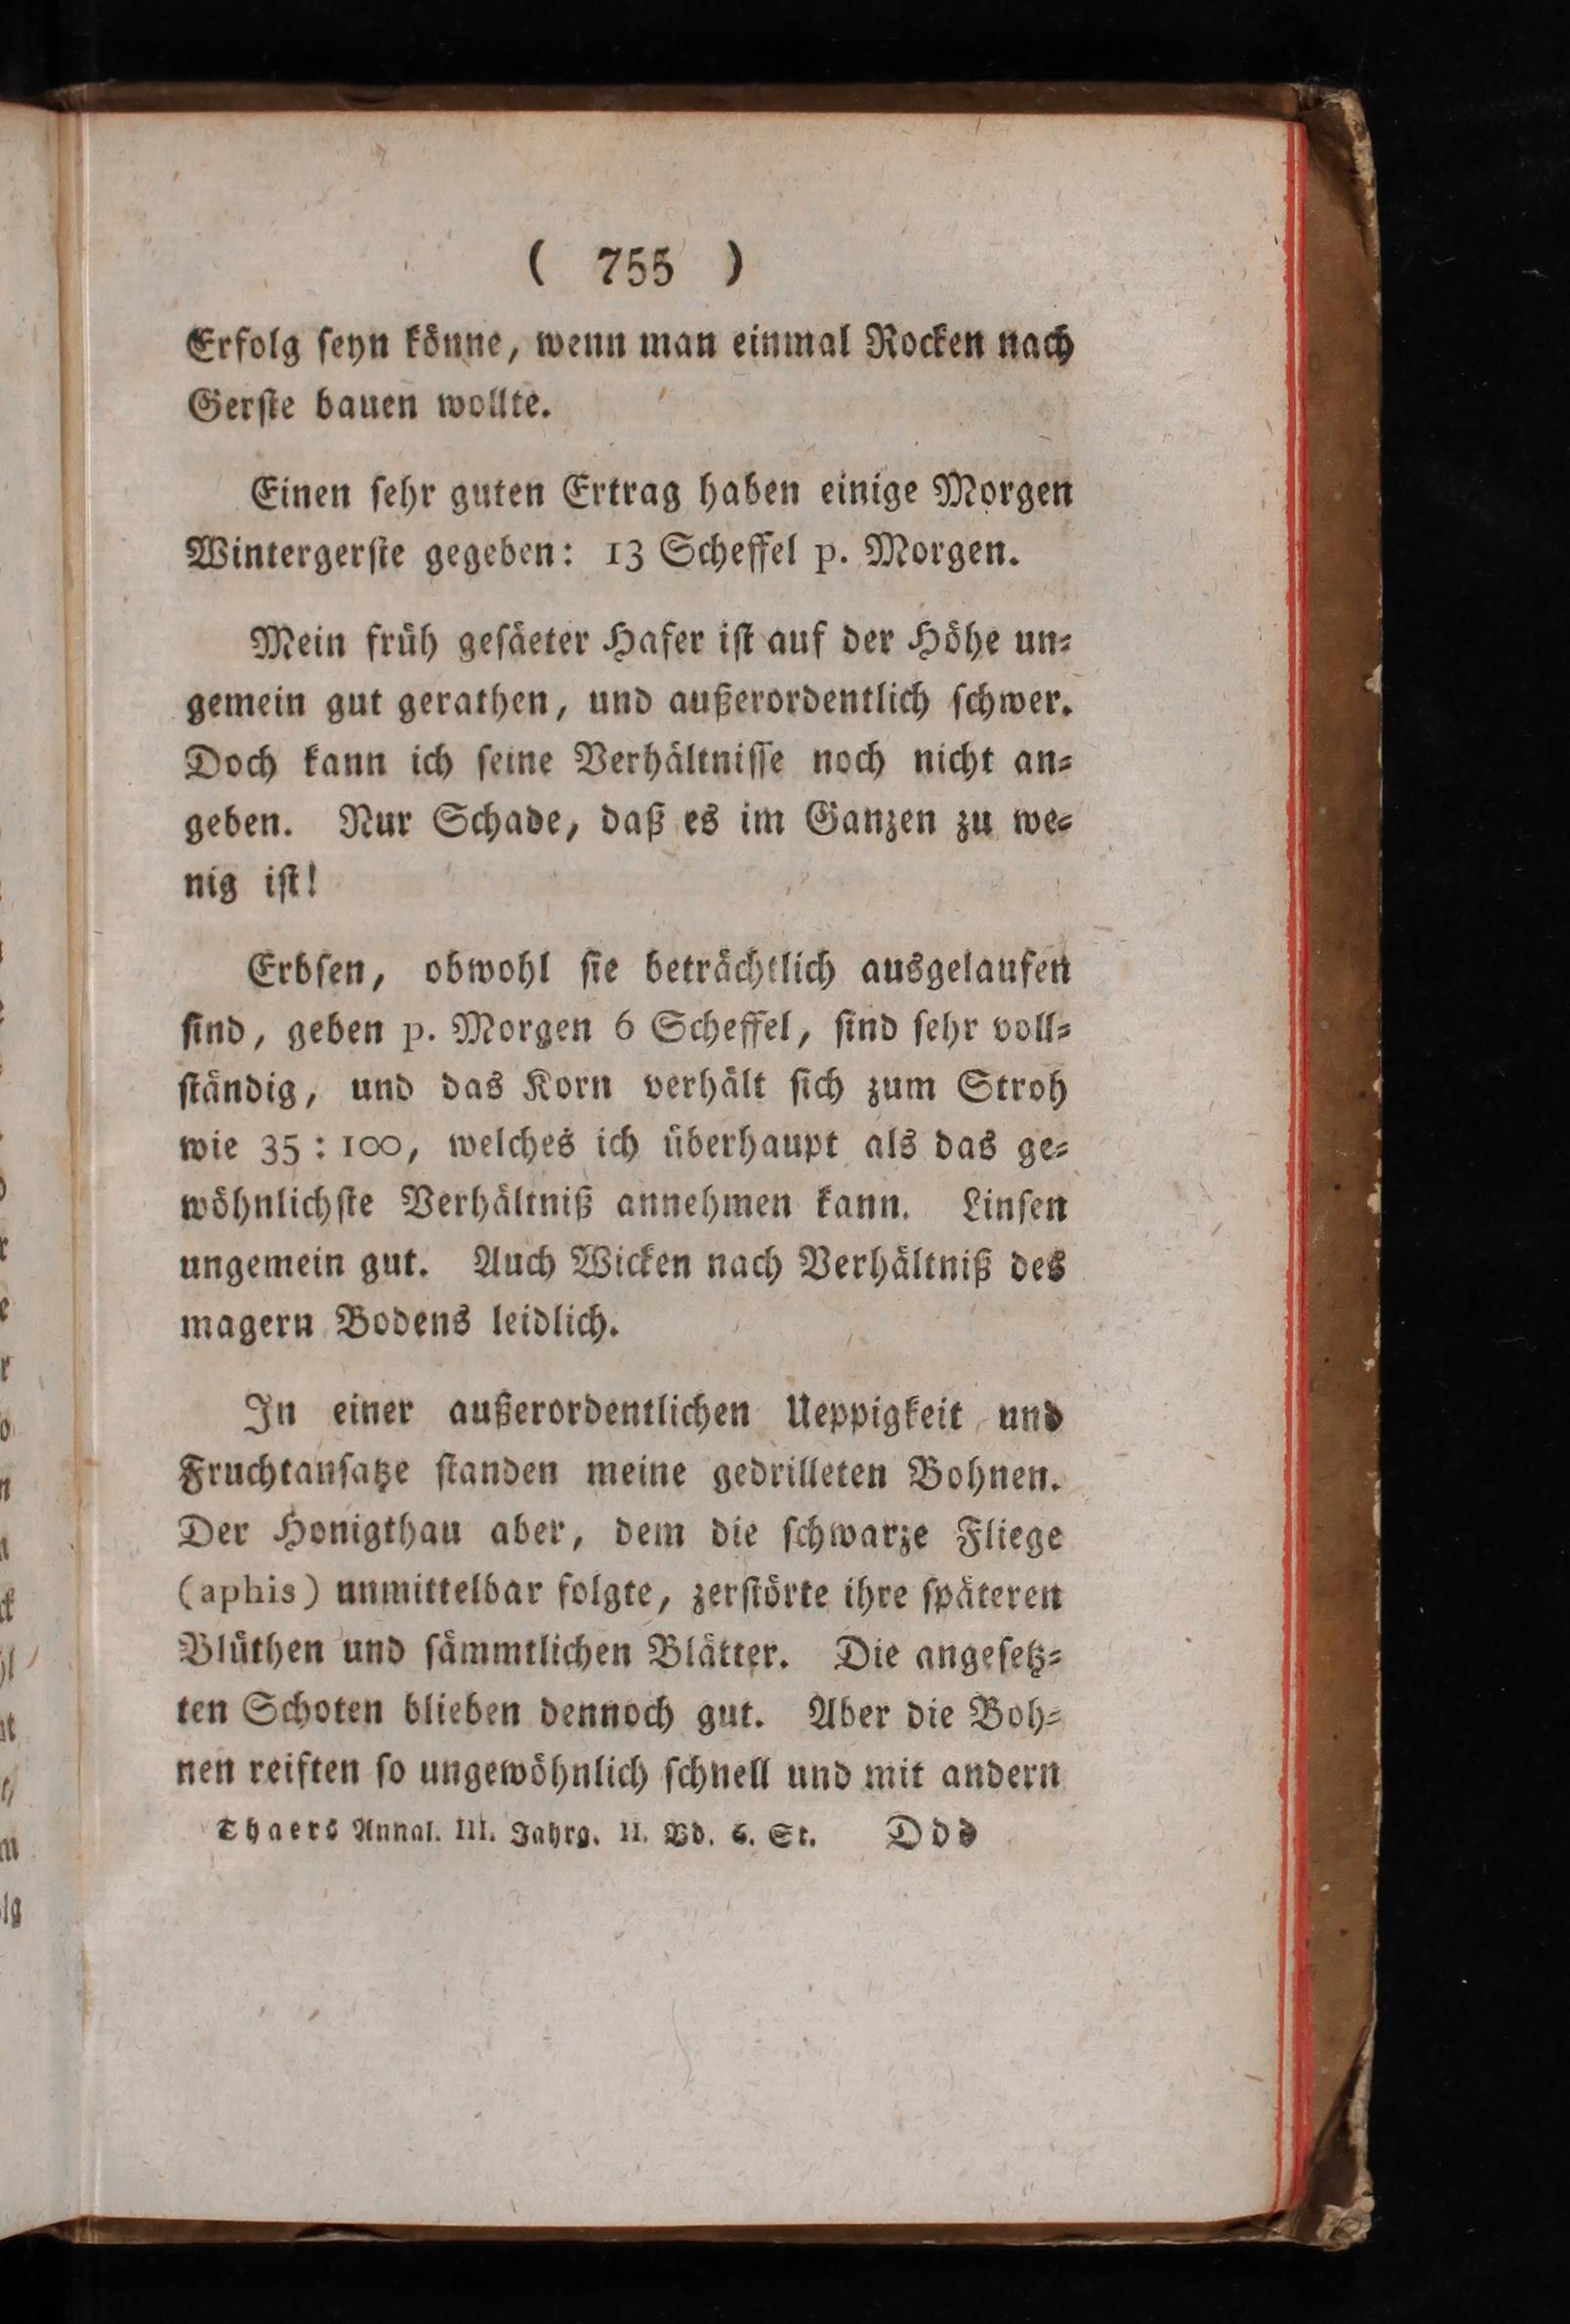 ( 755 )
Erfolg ſeyn könne, wenn man einmal Rocken nach
Gerſte bauen wollte.
Einen ſehr guten Ertrag haben einige Morgen
Wintergerſte gegeben: 13 Scheffel p. Morgen.
Mein früh geſäeter Hafer iſt auf der Höhe un⸗
gemein gut gerathen, und außerordentlich ſchwer.
Doch kann ich ſeine Verhältniſſe noch nicht an⸗
geben. Nur Schade, daß es im Ganzen zu we⸗
nig iſt!
Erbſen, obwohl ſie beträchtlich ausgelaufen
ſind, geben p. Morgen 6 Scheffel, ſind ſehr voll⸗
ſtändig, und das Korn verhält ſich zum Stroh
wie 35 : 100, welches ich überhaupt als das ge⸗
wöhnlichſte Verhältniß annehmen kann. Linſen
ungemein gut. Auch Wicken nach Verhältniß des
magern Bodens leidlich.
In einer außerordentlichen Ueppigkeit und
Fruchtanſatze ſtanden meine gedrilleten Bohnen.
Der Honigthau aber, dem die ſchwarze Fliege
(aphis) unmittelbar folgte, zerſtörte ihre ſpäteren
Blüthen und ſämmtlichen Blätter. Die angeſetz⸗
ten Schoten blieben dennoch gut. Aber die Boh⸗
nen reiften ſo ungewöhnlich ſchnell und mit andern
Thaers Annal. III. Jahrg. II. Bd. 6. St. Ddd